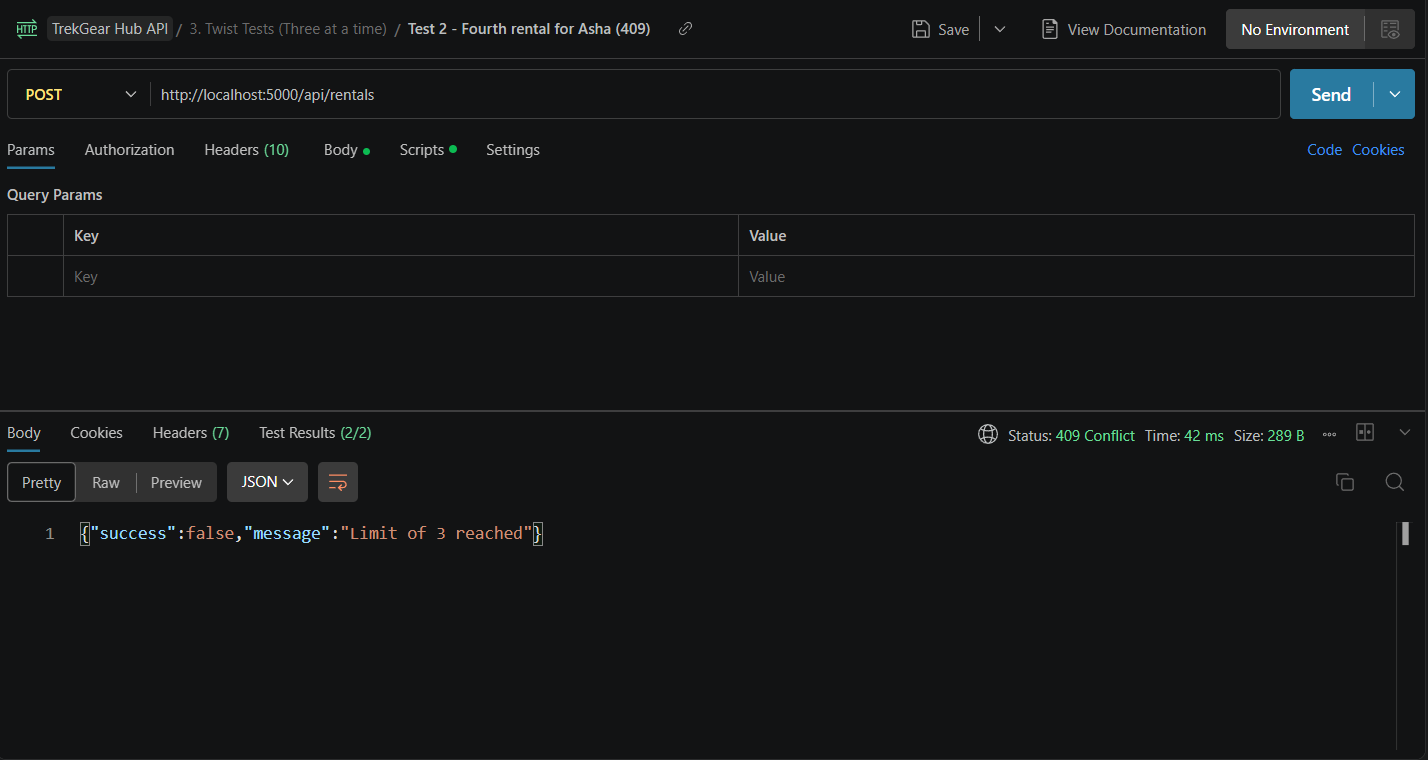 HTTP TrekGear Hub API / 3. Twist Tests (Three at a time) / Test 2 - Fourth rental for Asha (409) Save View Documentation No Environment
POST http://localhost:5000/api/rentals Send
Params Authorization Headers (10) Body Scripts Settings Code Cookies
Query Params
Key Value
Key Value
Body Cookies Headers (7) Test Results (2/2) Status: 409 Conflict Time: 42 ms Size: 289 B
Pretty Raw Preview JSON
1 {"success":false,"message":"Limit of 3 reached"}